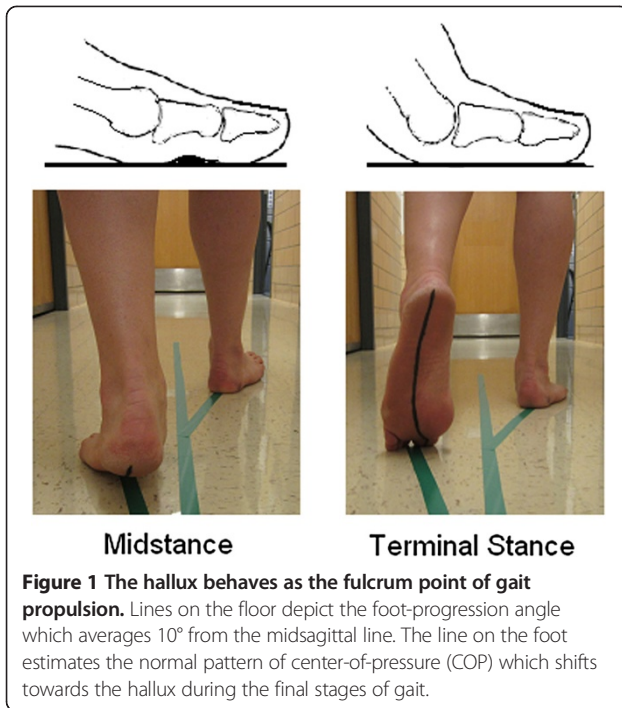 Midstance
Terminal Stance
Figure 1 The hallux behaves as the fulcrum point of gait
propulsion. Lines on the floor depict the foot-progression angle
which averages 10° from the midsagittal line. The line on the foot
estimates the normal pattern of center-of-pressure (COP) which shifts
towards the hallux during the final stages of gait.